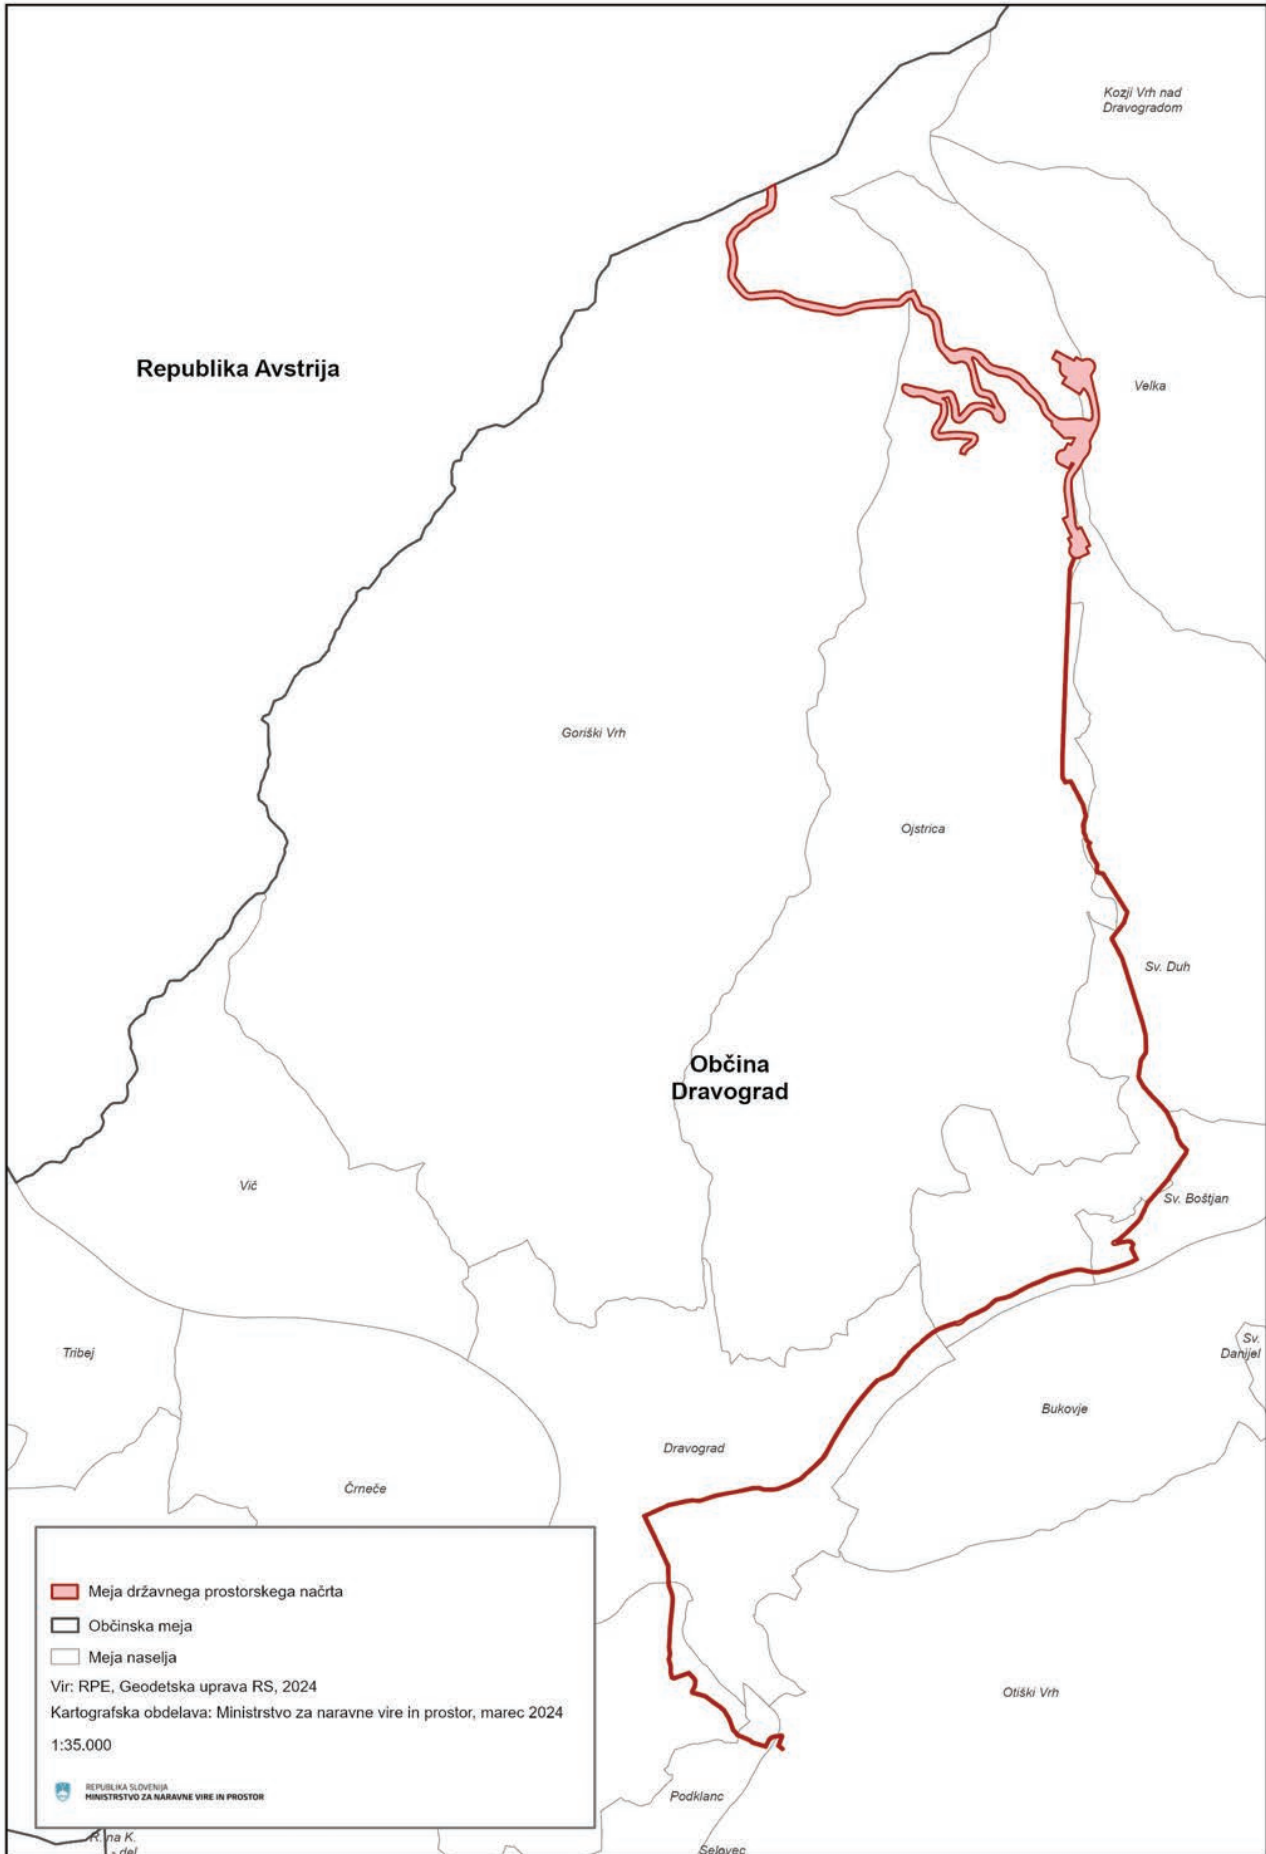 Kozji Vrh nad
Dravogradom
Republika Avstrija
Velka
Goriški Vrh
Ojstrica
Sv. Duh
Občina
Dravograd
Vič
Sv. Boštjan
Tribej
Sv.
Danijel
Bukovje
Dravograd
Črneče
Meja državnega prostorskega načrta
Občinska meja
Meja naselja
Vir: RPE, Geodetska uprava RS, 2024
Kartografska obdelava: Ministrstvo za naravne vire in prostor, marec 2024
1:35.000
REPUBLIKA SLOVENIJA
MINISTRSTVO ZA NARAVNE VIRE IN PROSTOR
Otiški Vrh
Podklanc
R. na K.
- del
Selovec